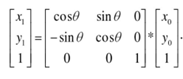 [x₁ y₁ 1] = [cosθ sinθ 0; −sinθ cosθ 0; 0 0 1] * [x₀ y₀ 1].